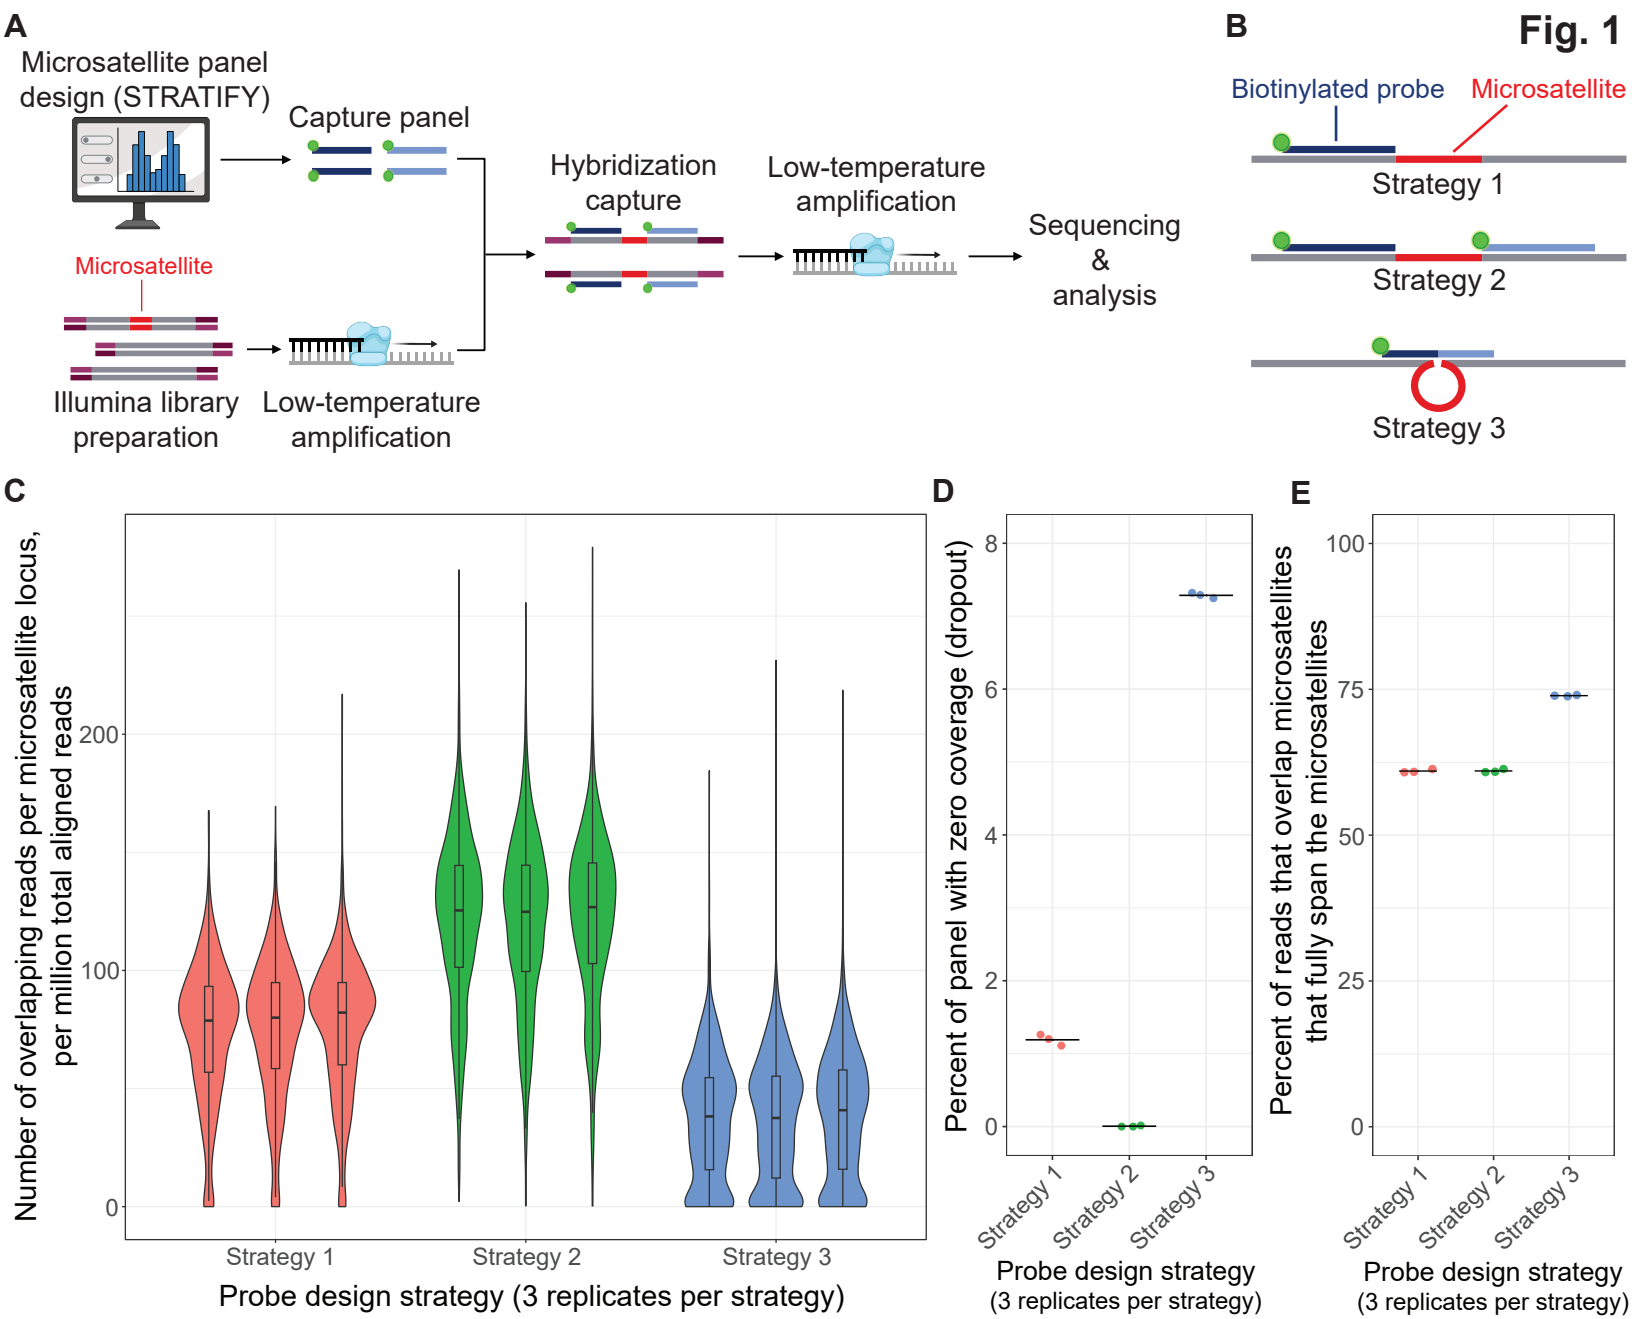 A
B
Fig. 1
Microsatellite panel
design (STRATIFY)
Capture panel
Hybridization
capture
Low-temperature
amplification
Sequencing
&
analysis
Microsatellite
Illumina library
preparation
Low-temperature
amplification
Biotinylated probe
Microsatellite
Strategy 1
Strategy 2
Strategy 3
C
Number of overlapping reads per microsatellite locus,
per million total aligned reads
200
100
0
Strategy 1
Strategy 2
Strategy 3
Probe design strategy (3 replicates per strategy)
D
Percent of panel with zero coverage (dropout)
8
6
4
2
0
Strategy 1
Strategy 2
Strategy 3
Probe design strategy
(3 replicates per strategy)
E
Percent of reads that overlap microsatellites
that fully span the microsatellites
100
75
50
25
0
Strategy 1
Strategy 2
Strategy 3
Probe design strategy
(3 replicates per strategy)